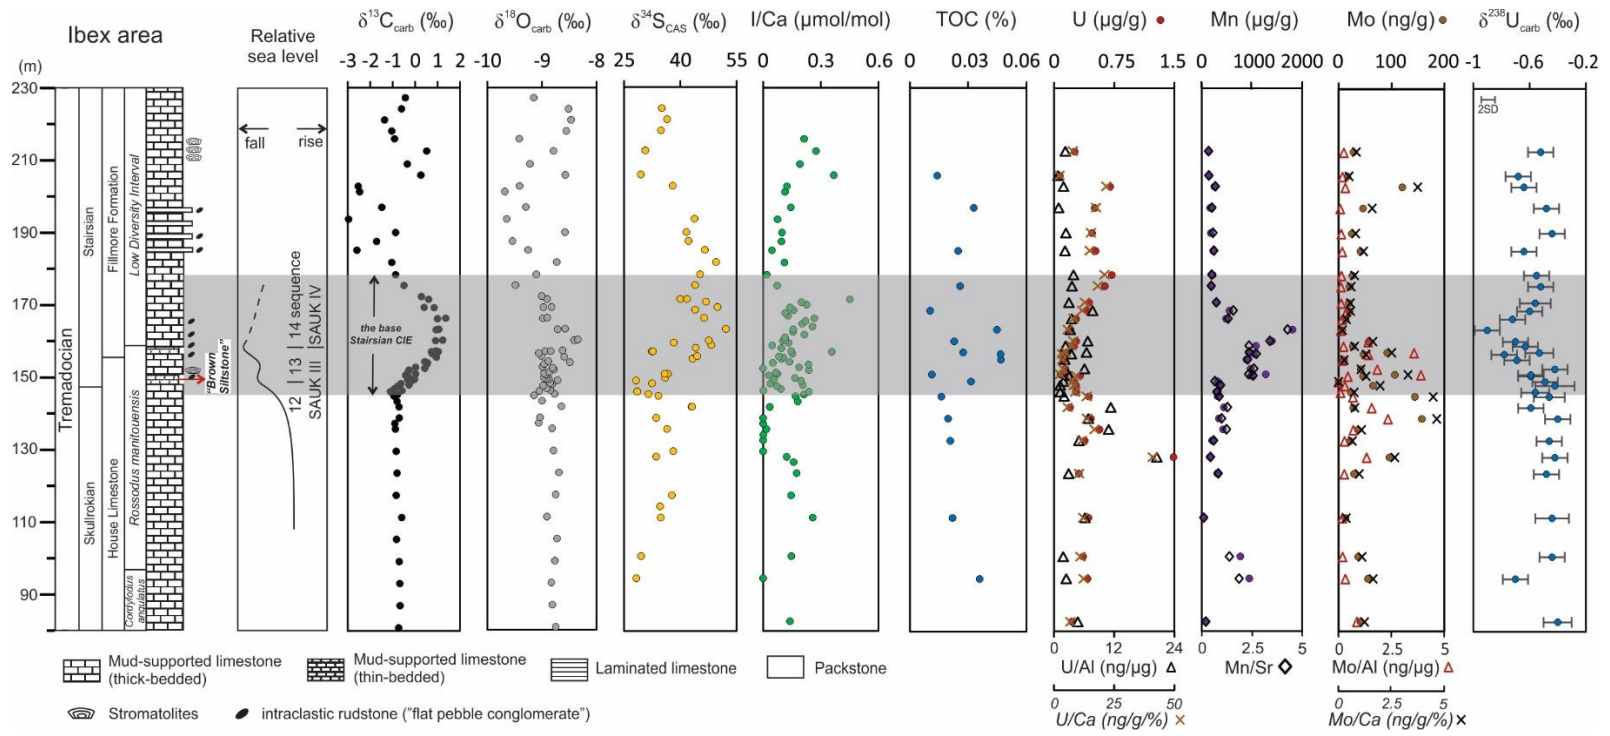 Ibex area
Relative
sea level
δ13Ccarb (‰)
δ18Ocarb (‰)
δ34SCAS (‰)
I/Ca (µmol/mol)
TOC (%)
U (µg/g)
Mn (µg/g)
Mo (ng/g)
δ238Ucarb (‰)
(m)
-3 -2 -1 0 1 2
-10 -9 -8
25 40 55
0 0.3 0.6
0 0.03 0.06
0 0.75 1.5
0 1000 2000
0 100 200
-1 -0.6 -0.2
230
210
190
170
150
130
110
90
Tremadocian
Stairsian
Skullrokian
Fillmore Formation
House Limestone
Low Diversity Interval
Rossodus manitouensis
Cordylodus
angulatus
"Brown
Siltstone"
fall
rise
12 | 13 | 14 sequence
SAUK III | SAUK IV
the base
Stairsian CIE
2SD
0 12 24
U/Al (ng/µg)
0 25 50
U/Ca (ng/g/%)
0 2.5 5
Mn/Sr
0 2.5 5
Mo/Al (ng/µg)
0 2.5 5
Mo/Ca (ng/g/%)
Mud-supported limestone
(thick-bedded)
Mud-supported limestone
(thin-bedded)
Laminated limestone
Packstone
Stromatolites
intraclastic rudstone ("flat pebble conglomerate")